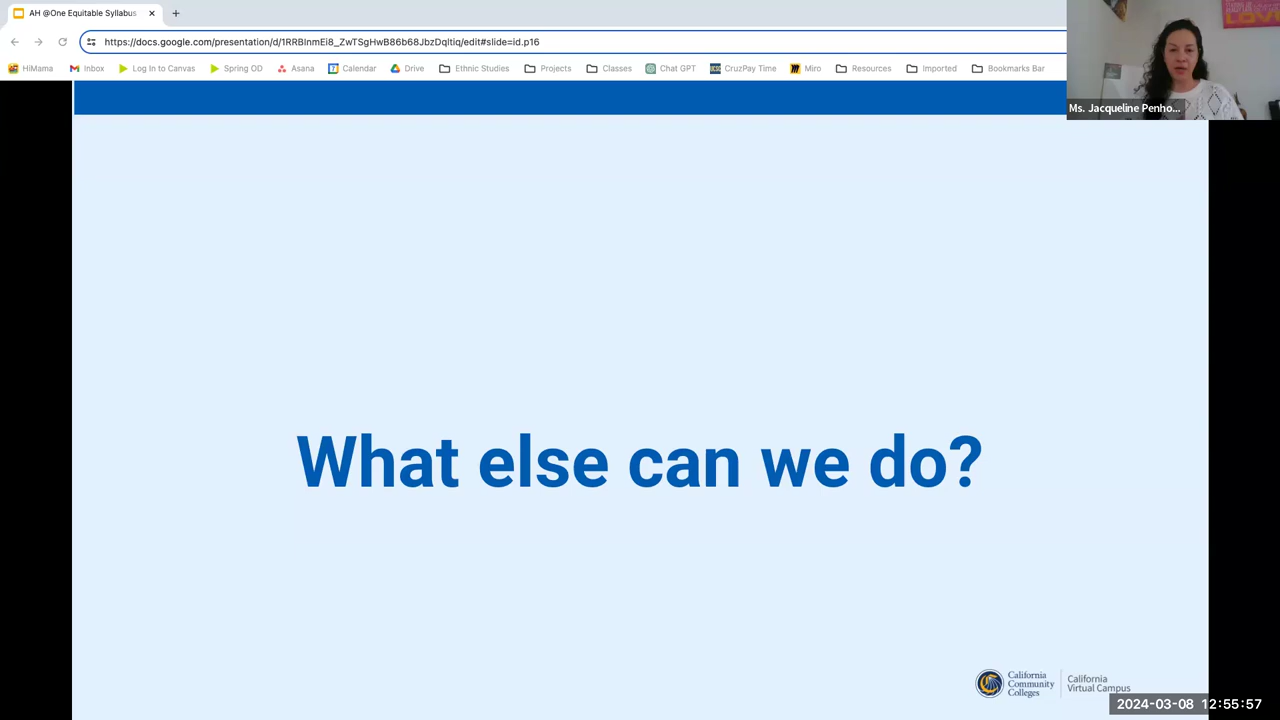 AH @One Equitable Syllabus
https://docs.google.com/presentation/d/1RRBlnmEi8_ZwTSgHwB86b68JbzDqltiq/edit#slide=id.p16
HiMama Inbox Log In to Canvas Spring OD Asana Calendar Drive Ethnic Studies Projects Classes Chat GPT CruzPay Time Miro Resources Imported Bookmarks Bar
LOVE
Ms. Jacqueline Penho...
What else can we do?
California
Community
Colleges
California
Virtual Campus
2024-03-08 12:55:57